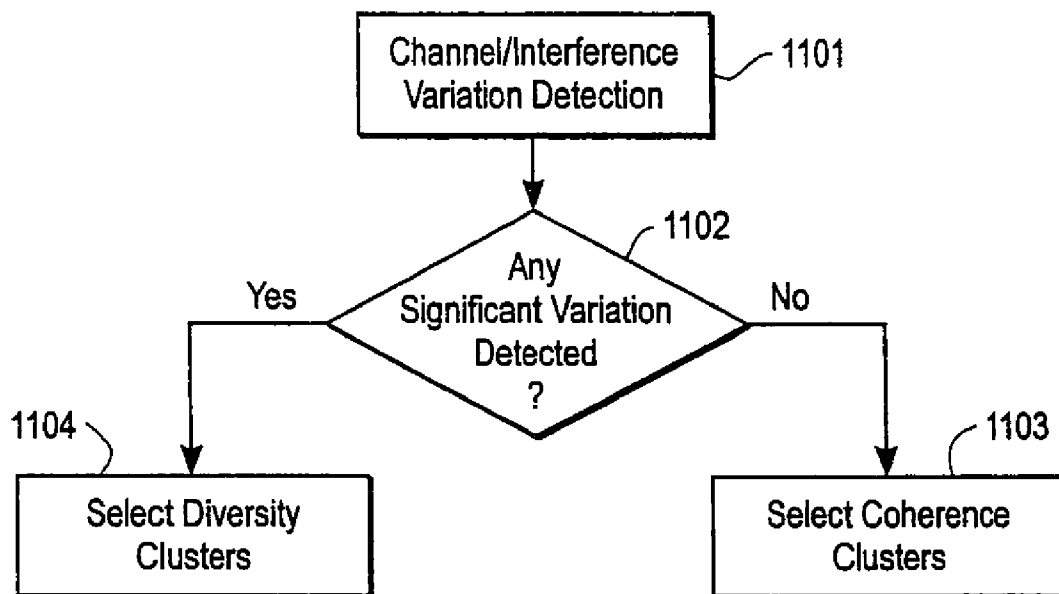 Channel/Interference
Variation Detection
1101
1102
Any
Significant Variation
Detected
?
Yes
No
1104
Select Diversity
Clusters
1103
Select Coherence
Clusters